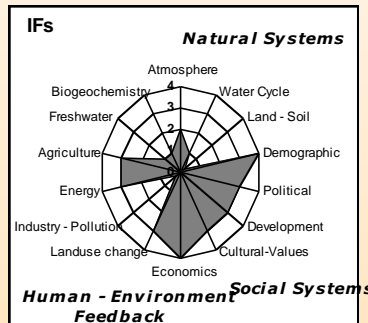 IFs
Natural Systems
Atmosphere
4
Biogeochemistry
Water Cycle
3
Freshwater
Land - Soil
2
1
Agriculture
Demographic
0
Energy
Political
Industry - Pollution
Development
Landuse change
Cultural-Values
Economics
Human - Environment
Social Systems
Feedback